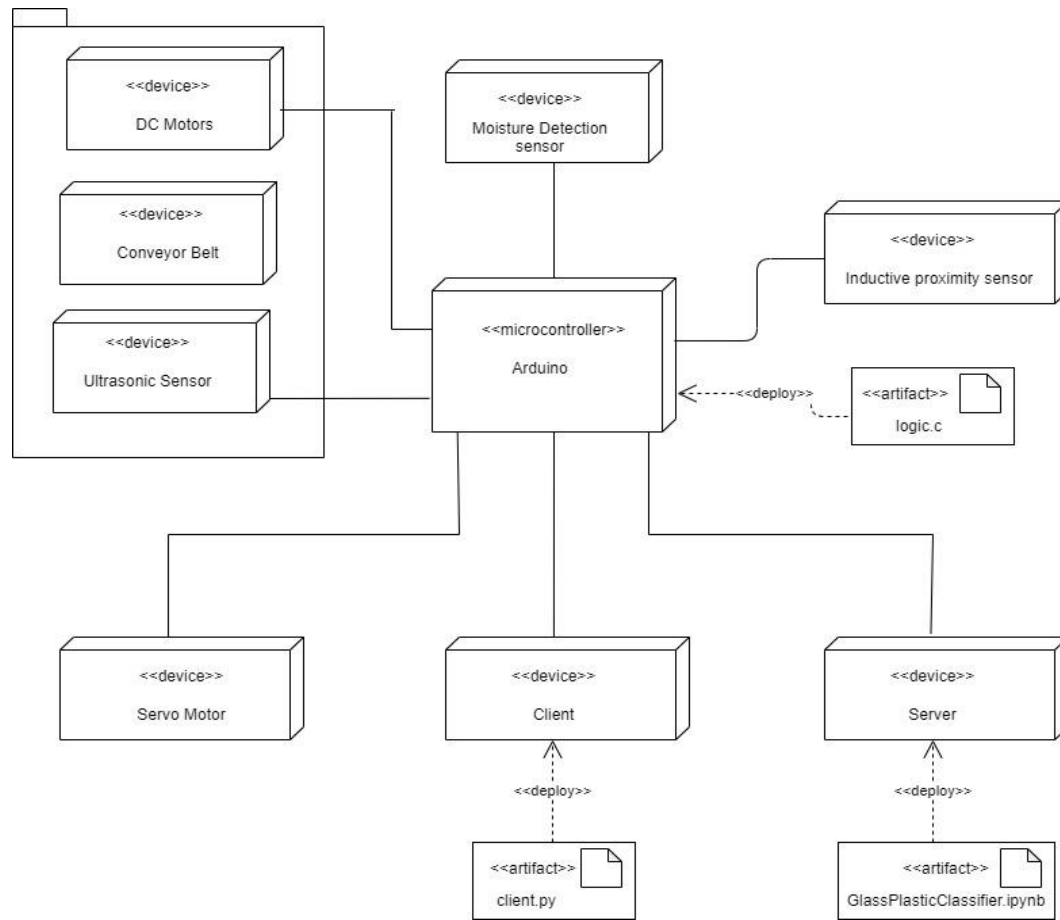 <<device>>
DC Motors
<<device>>
Conveyor Belt
<<device>>
Ultrasonic Sensor
<<device>>
Moisture Detection
sensor
<<device>>
Inductive proximity sensor
<<microcontroller>>
Arduino
<<deploy>>
<<artifact>>
logic.c
<<device>>
Servo Motor
<<device>>
Client
<<device>>
Server
<<deploy>>
<<deploy>>
<<artifact>>
client.py
<<artifact>>
GlassPlasticClassifier.ipynb